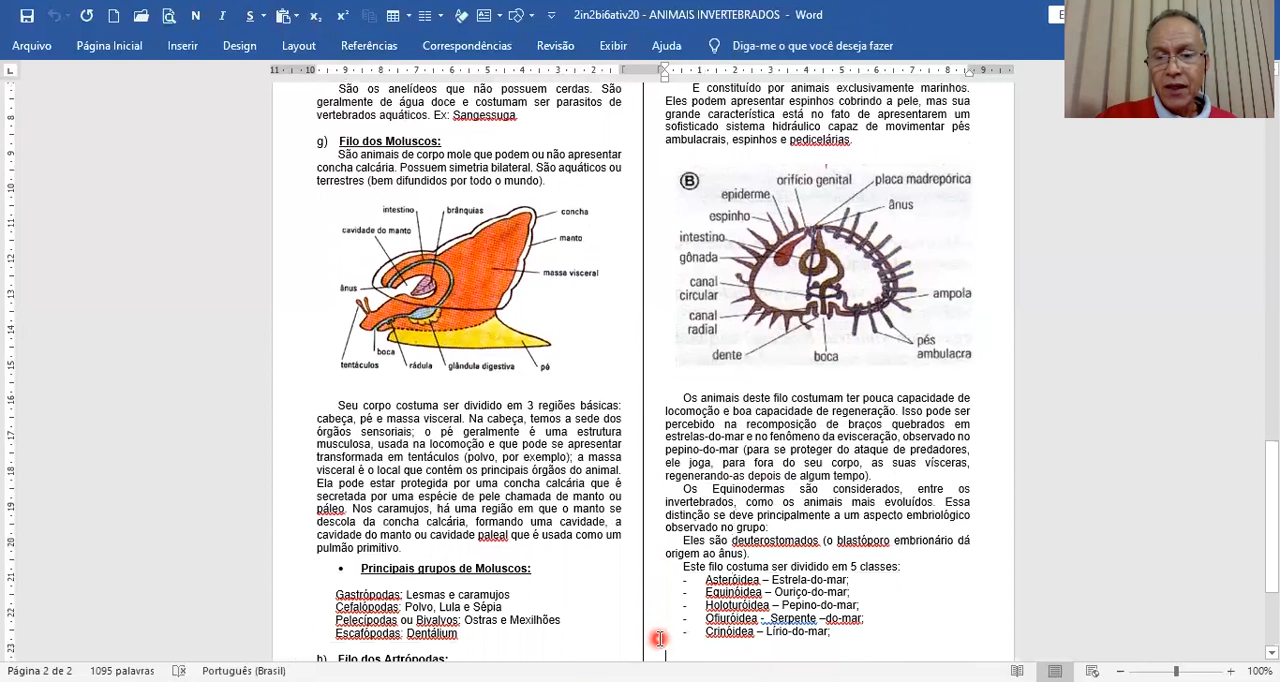 2in2bi6ativ20 - ANIMAIS INVERTEBRADOS - Word
Arquivo Página Inicial Inserir Design Layout Referências Correspondências Revisão Exibir Ajuda Diga-me o que você deseja fazer
São os anelídeos que não possuem cerdas. São
geralmente de água doce e costumam ser parasitos de
vertebrados aquáticos. Ex: Sangessuga.
g) Filo dos Moluscos:
São animais de corpo mole que podem ou não apresentar
concha calcária. Possuem simetria bilateral. São aquáticos ou
terrestres (bem difundidos por todo o mundo).
intestino
brânquias
concha
cavidade do manto
manto
massa visceral
ânus
boca
tentáculos
rádula
glândula digestiva
pé
Seu corpo costuma ser dividido em 3 regiões básicas:
cabeça, pé e massa visceral. Na cabeça, temos a sede dos
órgãos sensoriais; o pé geralmente é uma estrutura
musculosa, usada na locomoção e que pode se apresentar
transformada em tentáculos (polvo, por exemplo); a massa
visceral é o local que contém os principais órgãos do animal.
Ela pode estar protegida por uma concha calcária que é
secretada por uma espécie de pele chamada de manto ou
páleo. Nos caramujos, há uma região em que o manto se
descola da concha calcária, formando uma cavidade, a
cavidade do manto ou cavidade paleal que é usada como um
pulmão primitivo.
• Principais grupos de Moluscos:
Gastrópodas: Lesmas e caramujos
Cefalópodas: Polvo, Lula e Sépia
Pelecípodas ou Bivalvos: Ostras e Mexilhões
Escafópodas: Dentálium
h) Filo dos Artrópodas:
E constituído por animais exclusivamente marinhos.
Eles podem apresentar espinhos cobrindo a pele, mas sua
grande característica está no fato de apresentarem um
sofisticado sistema hidráulico capaz de movimentar pés
ambulacrais, espinhos e pedicelárias.
B
orifício genital
placa madrepórica
epiderme
ânus
espinho
intestino
gônada
canal
circular
ampola
canal
radial
pés
ambulacra
dente
boca
Os animais deste filo costumam ter pouca capacidade de
locomoção e boa capacidade de regeneração. Isso pode ser
percebido na recomposição de braços quebrados em
estrelas-do-mar e no fenômeno da evisceração, observado no
pepino-do-mar (para se proteger do ataque de predadores,
ele joga, para fora do seu corpo, as suas vísceras,
regenerando-as depois de algum tempo).
Os Equinodermas são considerados, entre os
invertebrados, como os animais mais evoluídos. Essa
distinção se deve principalmente a um aspecto embriológico
observado no grupo:
Eles são deuterostomados (o blastóporo embrionário dá
origem ao ânus).
Este filo costuma ser dividido em 5 classes:
- Asteróidea – Estrela-do-mar;
- Equinóidea – Ouriço-do-mar;
- Holoturóidea – Pepino-do-mar;
- Ofiuróidea - Serpente –do-mar;
- Crinóidea – Lírio-do-mar;
Página 2 de 2 1095 palavras Português (Brasil) 100%